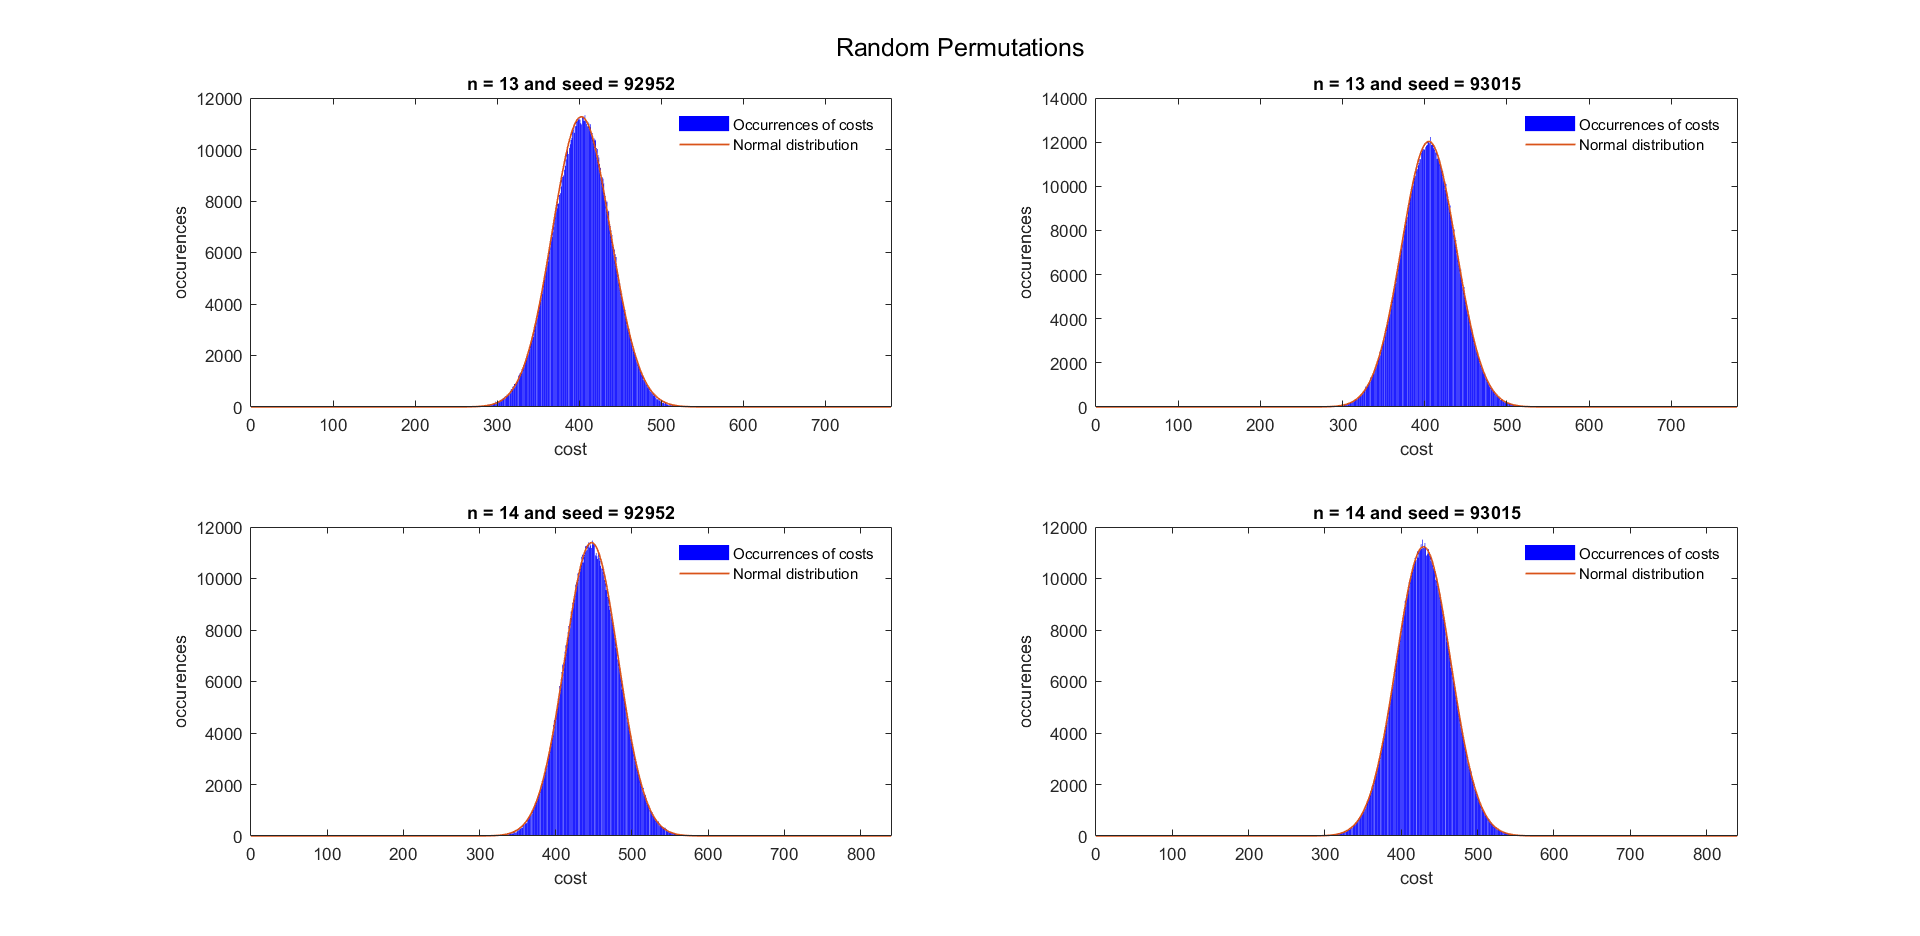 Random Permutations
n = 13 and seed = 92952
12000
10000
8000
6000
4000
2000
0
occurences
0 100 200 300 400 500 600 700
cost
Occurrences of costs
Normal distribution
n = 13 and seed = 93015
14000
12000
10000
8000
6000
4000
2000
0
occurences
0 100 200 300 400 500 600 700
cost
Occurrences of costs
Normal distribution
n = 14 and seed = 92952
12000
10000
8000
6000
4000
2000
0
occurences
0 100 200 300 400 500 600 700 800
cost
Occurrences of costs
Normal distribution
n = 14 and seed = 93015
12000
10000
8000
6000
4000
2000
0
occurences
0 100 200 300 400 500 600 700 800
cost
Occurrences of costs
Normal distribution